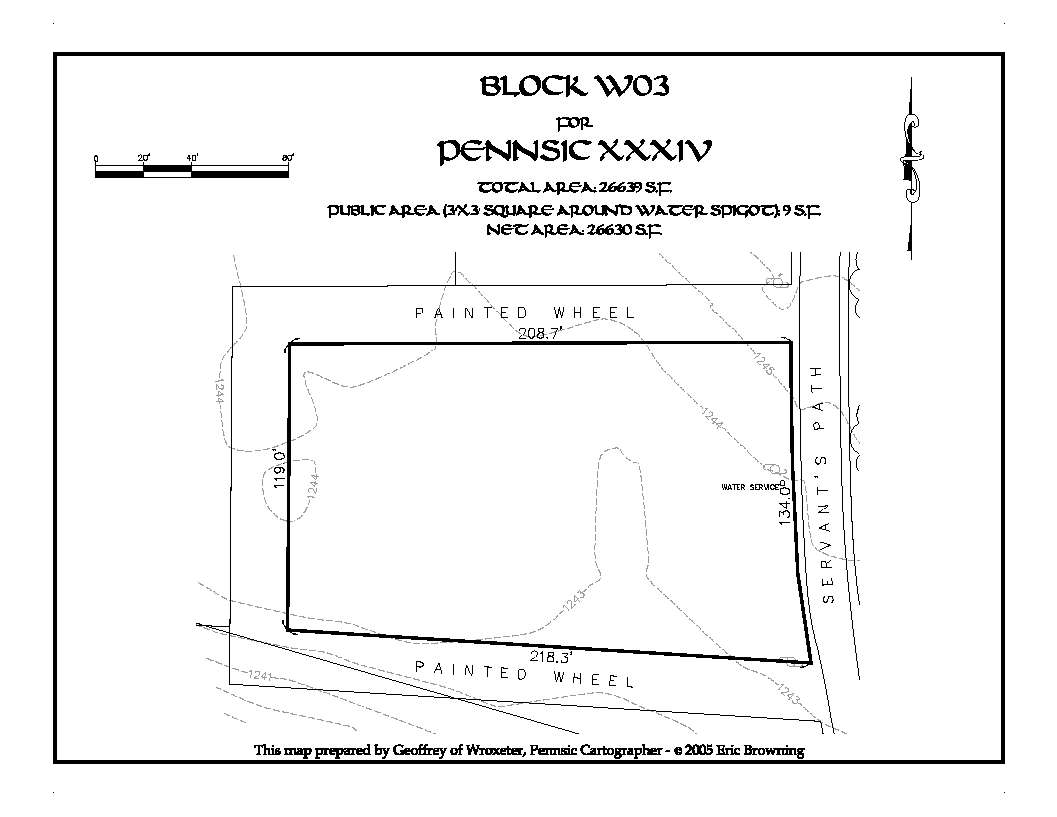 BLOCK W03
FOR
PENNSIC XXXIV
0 20' 40' 80'
TOTAL AREA: 26639 S.F.
PUBLIC AREA (3'X3' SQUARE AROUND WATER SPIGOT): 9 S.F.
NET AREA: 26630 S.F.
PAINTED WHEEL
208.7'
1245
1244
SERVANT'S PATH
1244
119.0'
1244
WATER SERVICE
134.0'
1243
218.3'
PAINTED WHEEL
1241
1243
This map prepared by Geoffrey of Wroxeter, Pennsic Cartographer - © 2005 Eric Browning